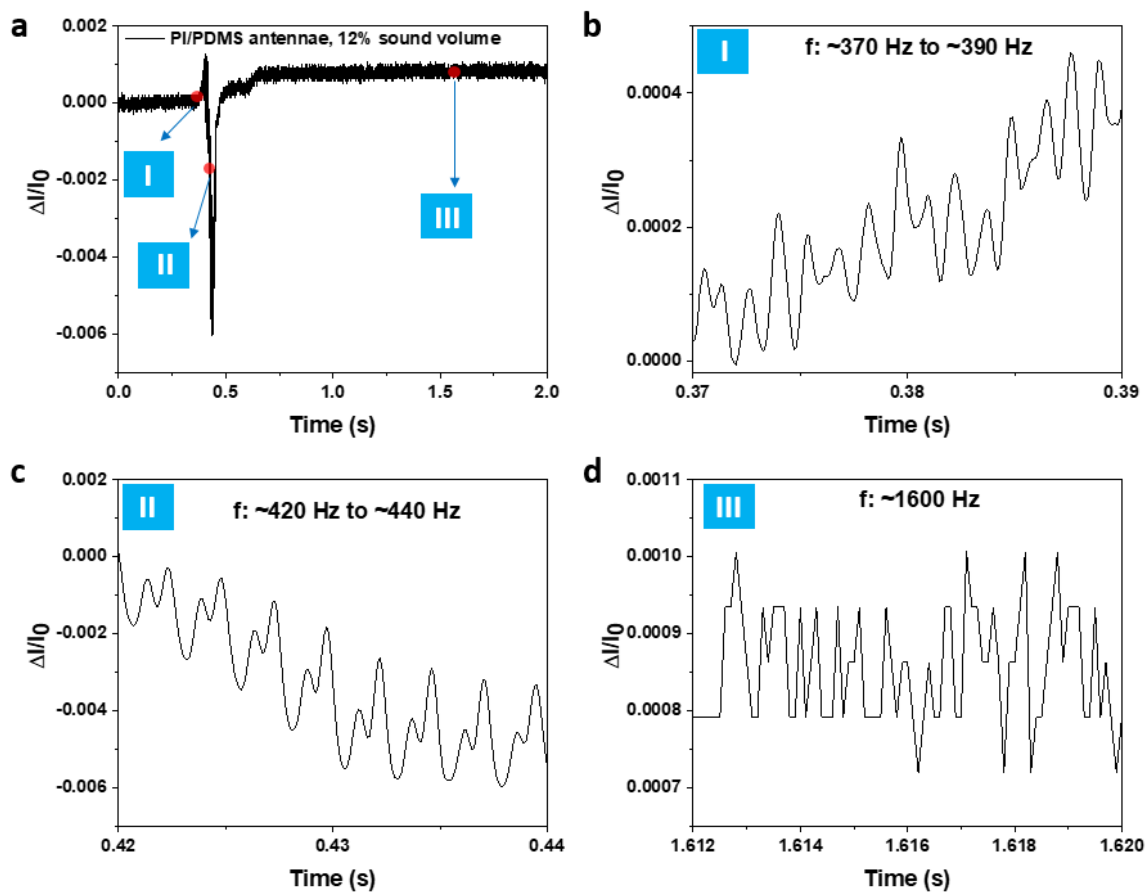 a
0.002
PI/PDMS antennae, 12% sound volume
0.000
-0.002
-0.004
-0.006
I
II
III
ΔI/I0
0.0
0.5
1.0
1.5
2.0
Time (s)
b
I
f: ~370 Hz to ~390 Hz
0.0004
0.0002
0.0000
ΔI/I0
0.37
0.38
0.39
Time (s)
c
0.002
II
f: ~420 Hz to ~440 Hz
0.000
-0.002
-0.004
-0.006
ΔI/I0
0.42
0.43
0.44
Time (s)
d
0.0011
III
f: ~1600 Hz
0.0010
0.0009
0.0008
0.0007
ΔI/I0
1.612
1.614
1.616
1.618
1.620
Time (s)